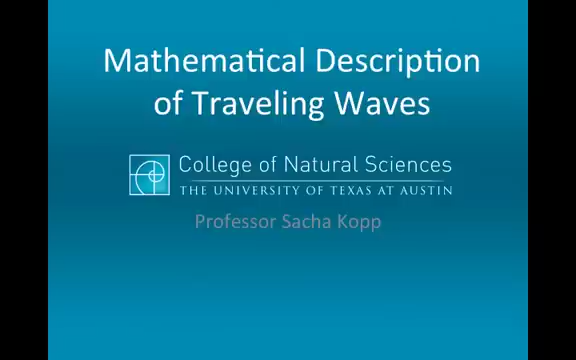 Mathematical Description
of Traveling Waves
College of Natural Sciences
THE UNIVERSITY OF TEXAS AT AUSTIN
Professor Sacha Kopp